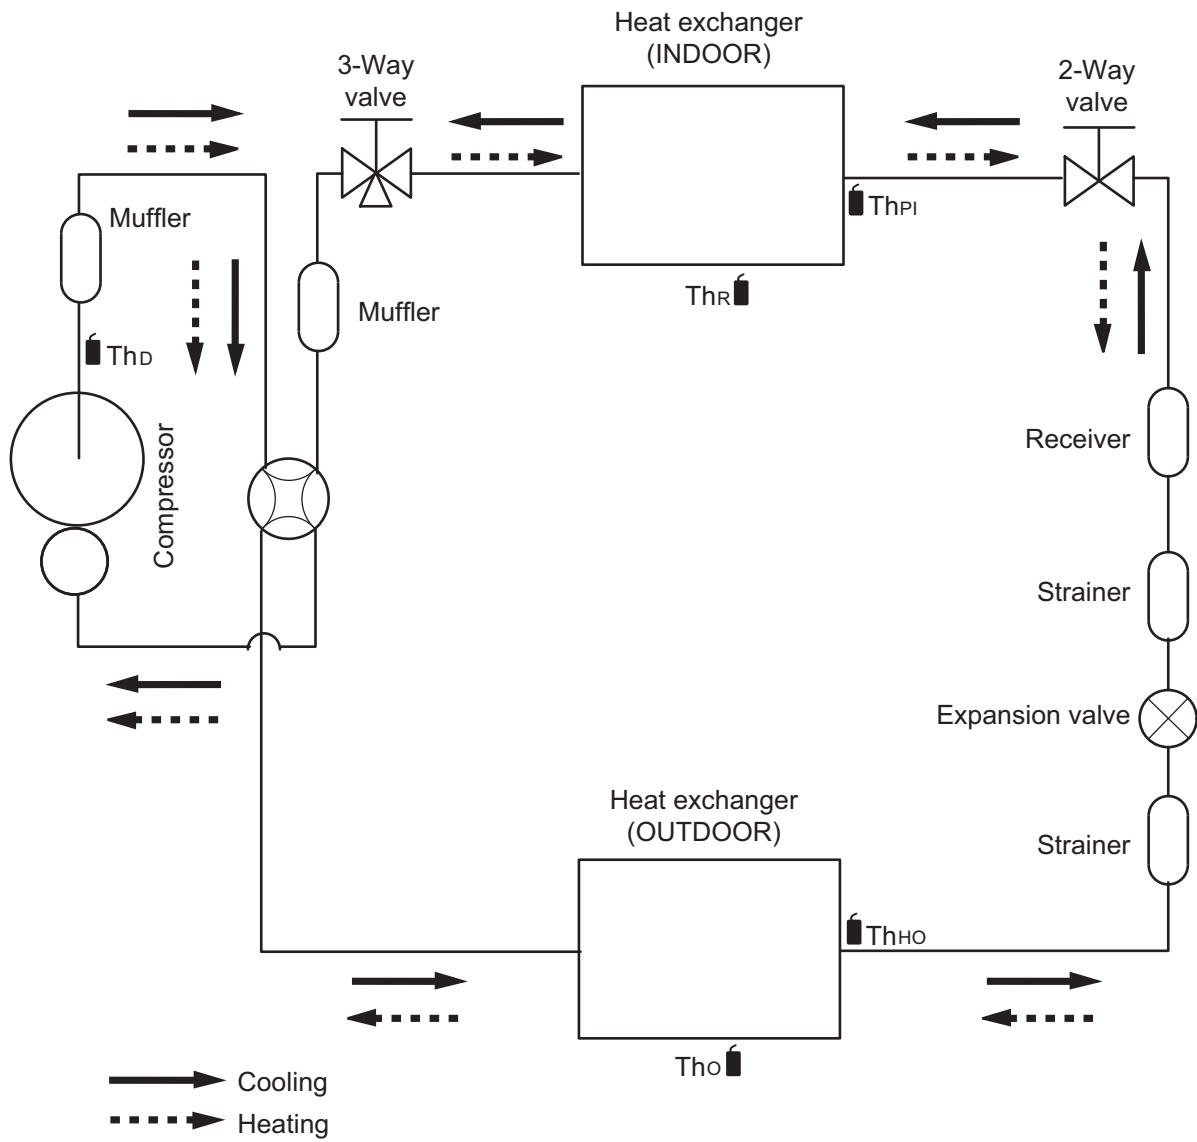 Heat exchanger
(INDOOR)
3-Way
valve
2-Way
valve
Muffler
ThPI
ThR
Muffler
ThD
Receiver
Compressor
Strainer
Expansion valve
Heat exchanger
(OUTDOOR)
Strainer
ThHO
ThO
Cooling
Heating